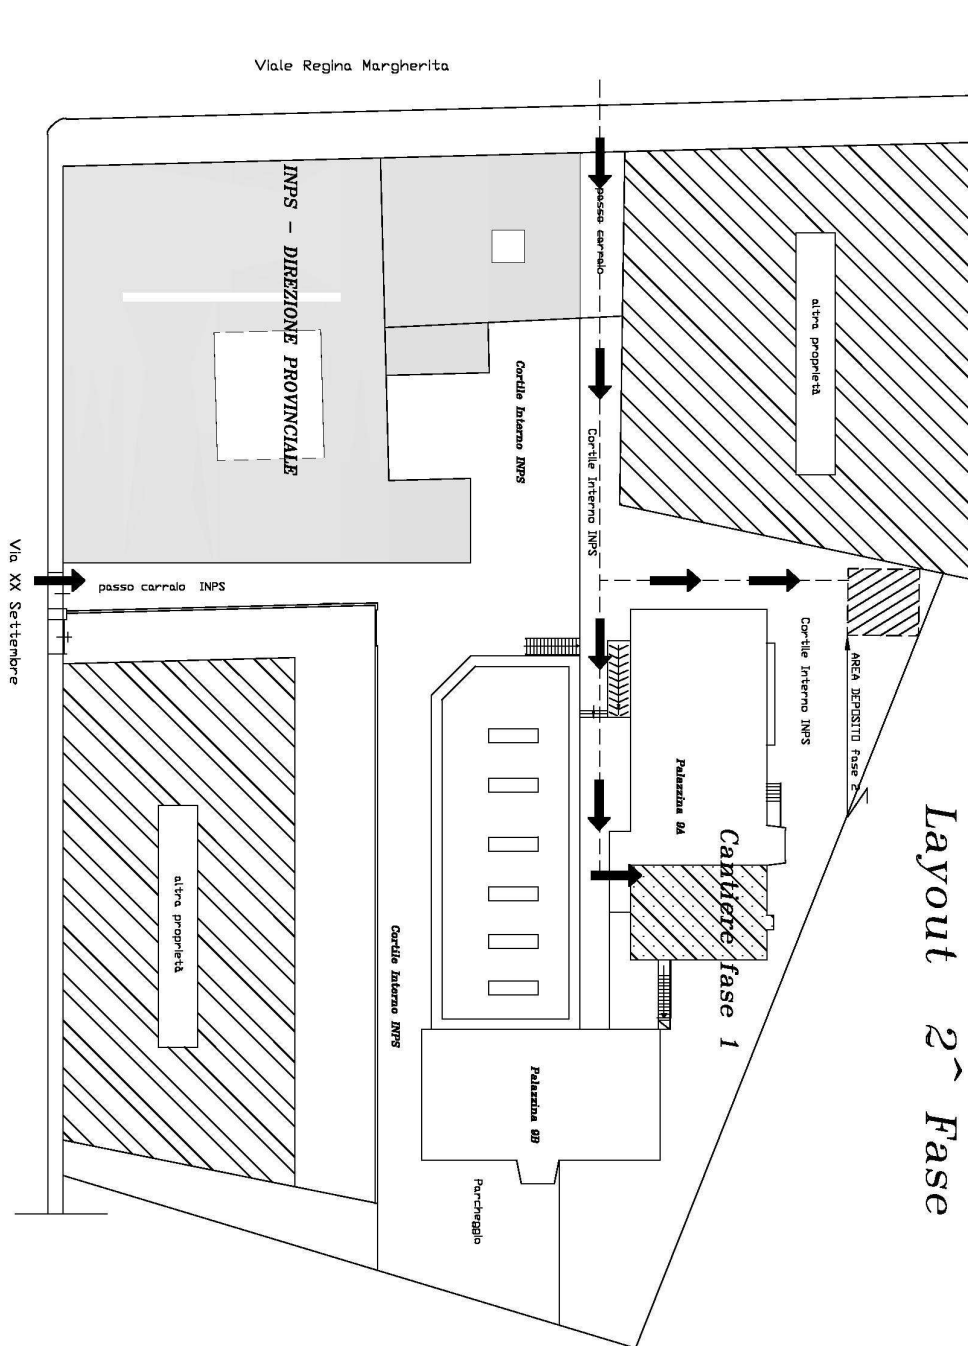 Viale Regina Margherita
INPS - DIREZIONE PROVINCIALE
passo carraio
altra proprietà
Cortile Interno INPS
Cortile Interno INPS
Via XX Settembre
passo carraio INPS
Cortile Interno INPS
AREA DEPOSITO fase 2
Palazzina 9A
Cantiere fase 1
Layout 2^ Fase
altra proprietà
Cortile Interno INPS
Palazzina 9B
Parcheggio